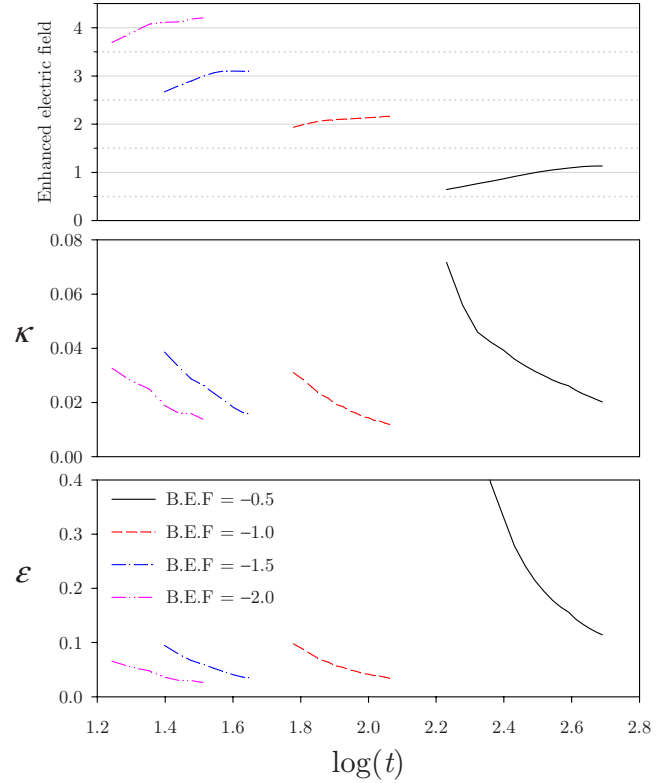 Enhanced electric field
4
3
2
1
0
κ
0.08
0.06
0.04
0.02
0.00
ε
0.4
0.3
0.2
0.1
0.0
B.E.F = −0.5
B.E.F = −1.0
B.E.F = −1.5
B.E.F = −2.0
1.2 1.4 1.6 1.8 2.0 2.2 2.4 2.6 2.8
log(t)